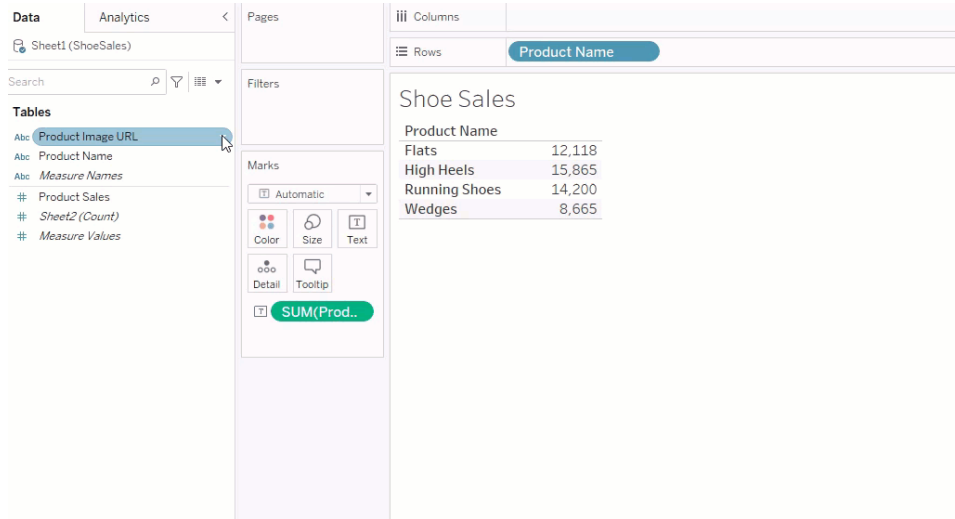 Data
Analytics
Sheet1 (ShoeSales)
Search
Tables
Abc Product Image URL
Abc Product Name
Abc Measure Names
# Product Sales
# Sheet2 (Count)
# Measure Values
Pages
Filters
Marks
T Automatic
Color Size T Text
Detail Tooltip
T SUM(Prod..
Columns
Rows Product Name
Shoe Sales
Product Name
Flats 12,118
High Heels 15,865
Running Shoes 14,200
Wedges 8,665